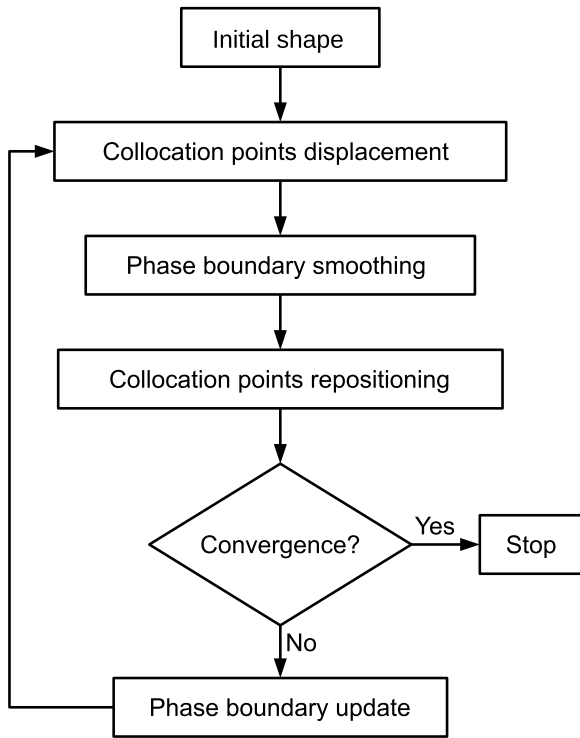 Initial shape
Collocation points displacement
Phase boundary smoothing
Collocation points repositioning
Convergence?
Yes
Stop
No
Phase boundary update